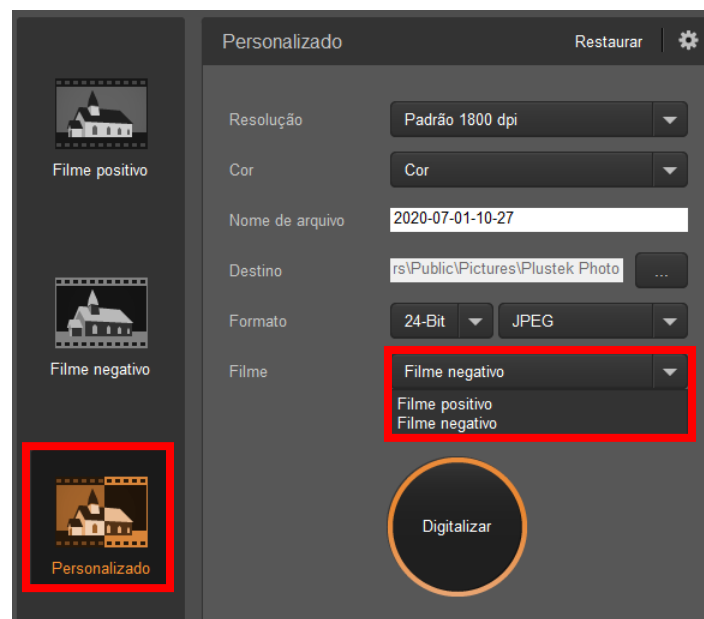 Personalizado
Restaurar
Filme positivo
Filme negativo
Personalizado
Resolução
Padrão 1800 dpi
Cor
Cor
Nome de arquivo
2020-07-01-10-27
Destino
rs\Public\Pictures\Plustek Photo
...
Formato
24-Bit
JPEG
Filme
Filme negativo
Filme positivo
Filme negativo
Digitalizar